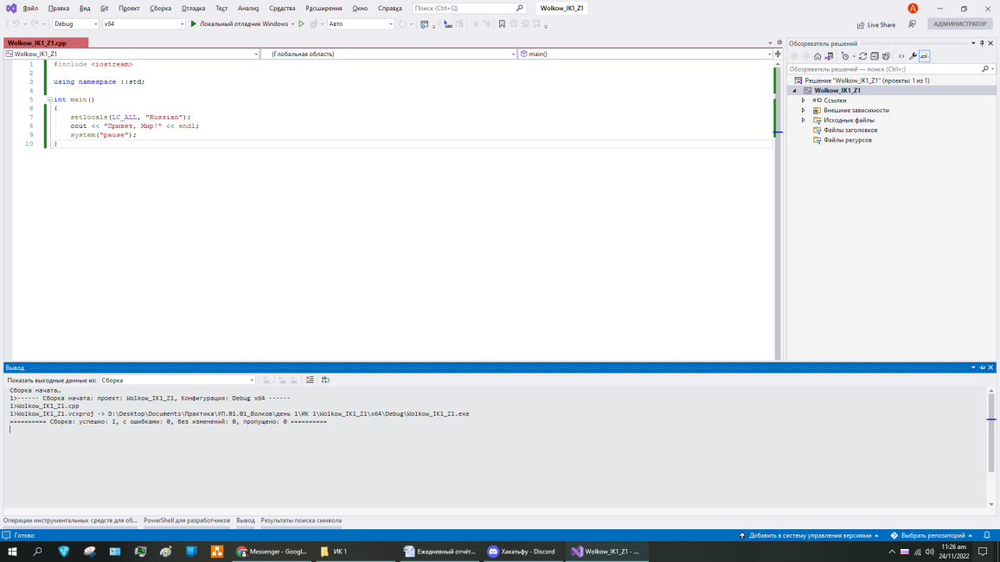 Файл Правка Вид Git Проект Сборка Отладка Тест Анализ Средства Расширения Окно Справка Поиск (Ctrl+Q) Wolkow_IK1_Z1 A
Debug x64 Локальный отладчик Windows Авто Live Share АДМИНИСТРАТОР
Wolkow_IK1_Z1.cpp
Wolkow_IK1_Z1 (Глобальная область) main()
1 #include <iostream>
2
3 using namespace ::std;
4
5 int main()
6 {
7 setlocale(LC_ALL, "Russian");
8 cout << "Привет, Мир!" << endl;
9 system("pause");
10 }
Обозреватель решений
Обозреватель решений — поиск (Ctrl+;)
Решение "Wolkow_IK1_Z1" (проекты: 1 из 1)
Wolkow_IK1_Z1
Ссылки
Внешние зависимости
Исходные файлы
Файлы заголовков
Файлы ресурсов
Вывод
Показать выходные данные из: Сборка
Сборка начата…
1>------ Сборка начата: проект: Wolkow_IK1_Z1, Конфигурация: Debug x64 ------
1>Wolkow_IK1_Z1.cpp
1>Wolkow_IK1_Z1.vcxproj -> D:\Desktop\Documents\Практика\УП.01.01_Волков\день 1\ИК 1\Wolkow_IK1_Z1\x64\Debug\Wolkow_IK1_Z1.exe
========== Сборка: успешно: 1, с ошибками: 0, без изменений: 0, пропущено: 0 ==========
Операции инструментальных средств для об... PowerShell для разработчиков Вывод Результаты поиска символа
Готово Добавить в систему управления версиями Выбрать репозиторий
Messenger - Googl... ИК 1 Ежедневный отчёт... Хакатьфу - Discord Wolkow_IK1_Z1 - ... 11:26 am
24/11/2022